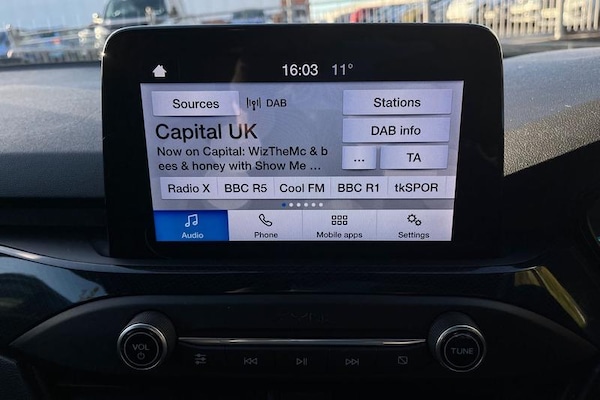 16:03 11°
Sources DAB Stations
Capital UK DAB info
Now on Capital: WizTheMc & b
ees & honey with Show Me ...
... TA
Radio X BBC R5 Cool FM BBC R1 tkSPOR
Audio Phone Mobile apps Settings
VOL TUNE